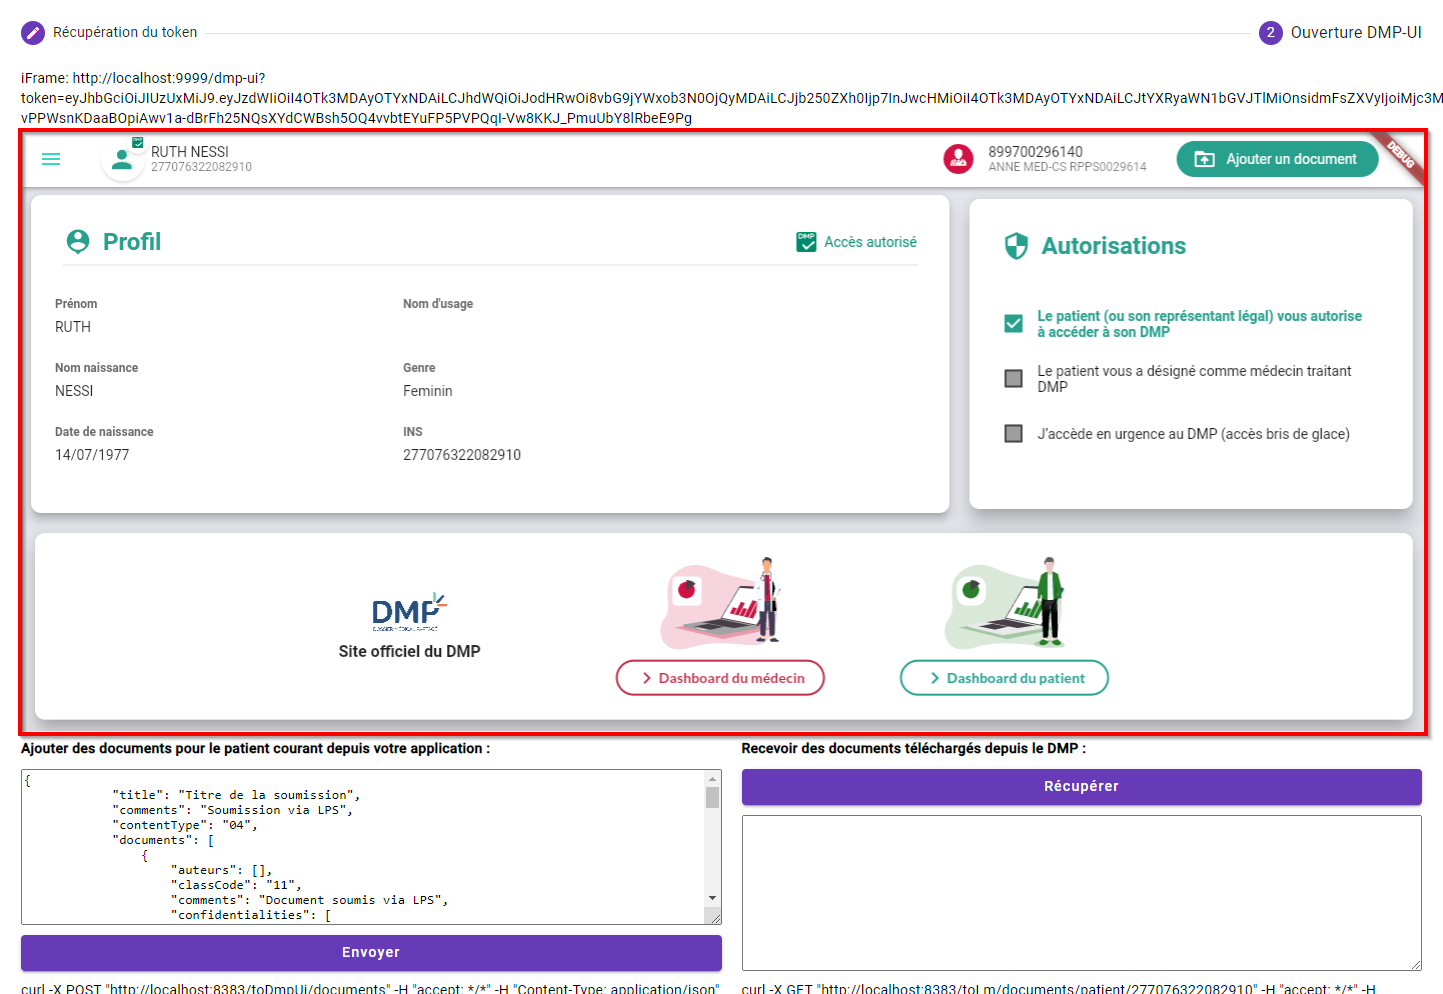 Récupération du token
2 Ouverture DMP-UI
iFrame: http://localhost:9999/dmp-ui?
token=eyJhbGciOiJIUzUxMiJ9.eyJzdWIiOiI4OTk3MDAyOTYxNDAiLCJhdWQiOiJodHRwOi8vbG9jYWxob3N0OjQyMDAiLCJjb250ZXh0Ijp7InJwcHMiOiI4OTk3MDAyOTYxNDAiLCJtYXRyaWN1bGVJTlMiOnsidmFsZXVyIjoiMjc3M
vPPWsnKDaaBOpiAwv1a-dBrFh25NQsXYdCWBsh5OQ4vvbtEYuFP5PVPQqI-Vw8KKJ_PmuUbY8lRbeE9Pg
RUTH NESSI
277076322082910
899700296140
ANNE MED-CS RPPS0029614
Ajouter un document
DEBUG
Profil
DMP
Accès autorisé
Prénom
Nom d'usage
RUTH
Nom naissance
Genre
NESSI
Feminin
Date de naissance
INS
14/07/1977
277076322082910
Autorisations
Le patient (ou son représentant légal) vous autorise
à accéder à son DMP
Le patient vous a désigné comme médecin traitant
DMP
J'accède en urgence au DMP (accès bris de glace)
DMP
Site officiel du DMP
Dashboard du médecin
Dashboard du patient
Ajouter des documents pour le patient courant depuis votre application :
{
"title": "Titre de la soumission",
"comments": "Soumission via LPS",
"contentType": "04",
"documents": [
{
"auteurs": [],
"classCode": "11",
"comments": "Document soumis via LPS",
"confidentialities": [
Envoyer
curl -X POST "http://localhost:8383/toDmpUi/documents" -H "accept: */*" -H "Content-Type: application/json"
Recevoir des documents téléchargés depuis le DMP :
Récupérer
curl -X GET "http://localhost:8383/toLm/documents/patient/277076322082910" -H "accept: */*" -H